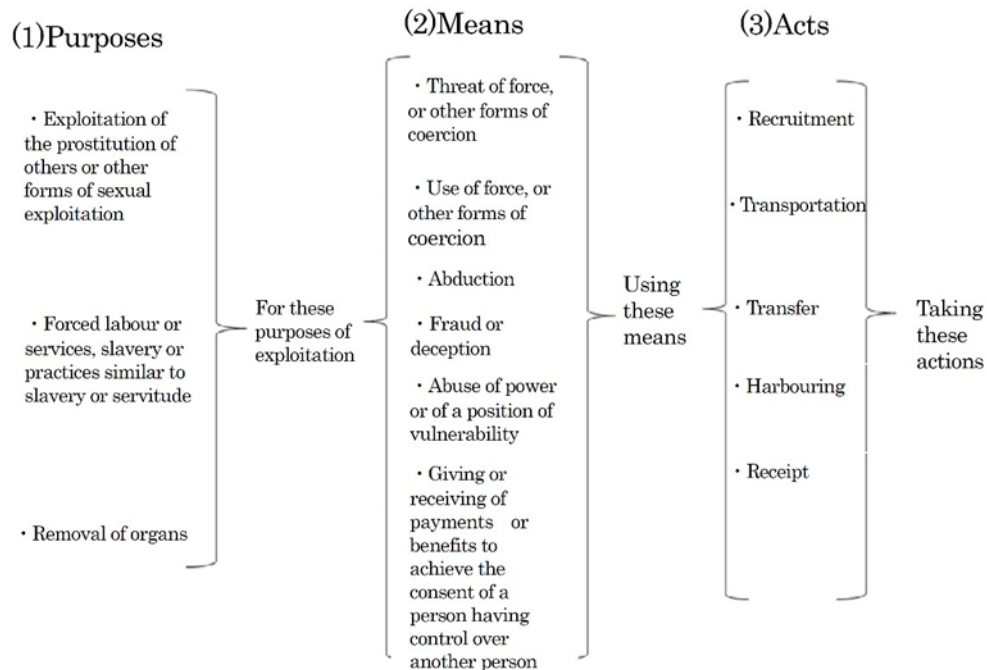 (1)Purposes
・Exploitation of
the prostitution of
others or other
forms of sexual
exploitation
・Forced labour or
services, slavery or
practices similar to
slavery or servitude
・Removal of organs
For these
purposes of
exploitation
(2)Means
・Threat of force,
or other forms of
coercion
・Use of force, or
other forms of
coercion
・Abduction
・Fraud or
deception
・Abuse of power
or of a position of
vulnerability
・Giving or
receiving of
payments or
benefits to
achieve the
consent of a
person having
control over
another person
Using
these
means
(3)Acts
・Recruitment
・Transportation
・Transfer
・Harbouring
・Receipt
Taking
these
actions